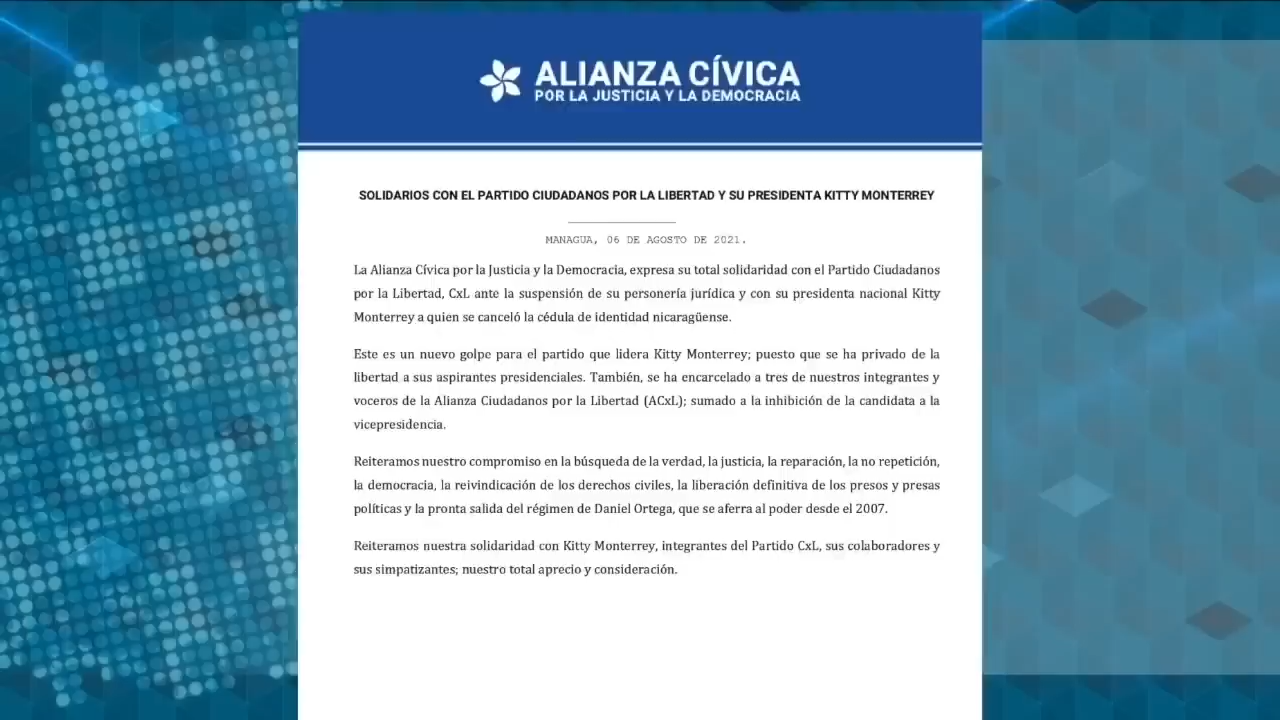 ALIANZA CÍVICA
POR LA JUSTICIA Y LA DEMOCRACIA
SOLIDARIOS CON EL PARTIDO CIUDADANOS POR LA LIBERTAD Y SU PRESIDENTA KITTY MONTERREY
MANAGUA, 06 DE AGOSTO DE 2021.
La Alianza Cívica por la Justicia y la Democracia, expresa su total solidaridad con el Partido Ciudadanos
por la Libertad, CxL ante la suspensión de su personería jurídica y con su presidenta nacional Kitty
Monterrey a quien se canceló la cédula de identidad nicaragüense.
Este es un nuevo golpe para el partido que lidera Kitty Monterrey; puesto que se ha privado de la
libertad a sus aspirantes presidenciales. También, se ha encarcelado a tres de nuestros integrantes y
voceros de la Alianza Ciudadanos por la Libertad (ACxL); sumado a la inhibición de la candidata a la
vicepresidencia.
Reiteramos nuestro compromiso en la búsqueda de la verdad, la justicia, la reparación, la no repetición,
la democracia, la reivindicación de los derechos civiles, la liberación definitiva de los presos y presas
políticas y la pronta salida del régimen de Daniel Ortega, que se aferra al poder desde el 2007.
Reiteramos nuestra solidaridad con Kitty Monterrey, integrantes del Partido CxL, sus colaboradores y
sus simpatizantes; nuestro total aprecio y consideración.